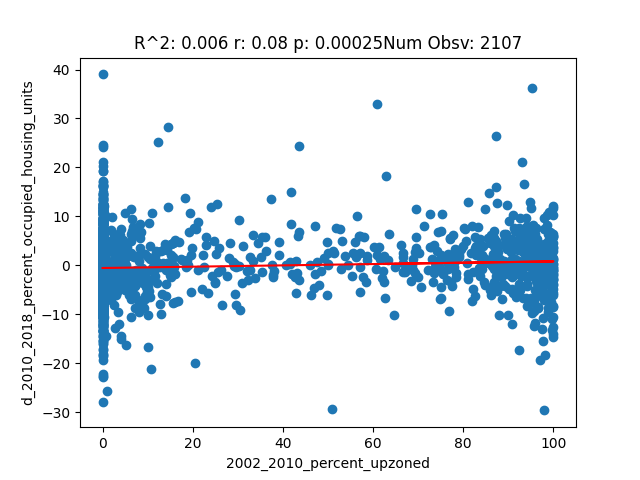 R^2: 0.006 r: 0.08 p: 0.00025Num Obsv: 2107
d_2010_2018_percent_occupied_housing_units
40
30
20
10
0
−10
−20
−30
0 20 40 60 80 100
2002_2010_percent_upzoned